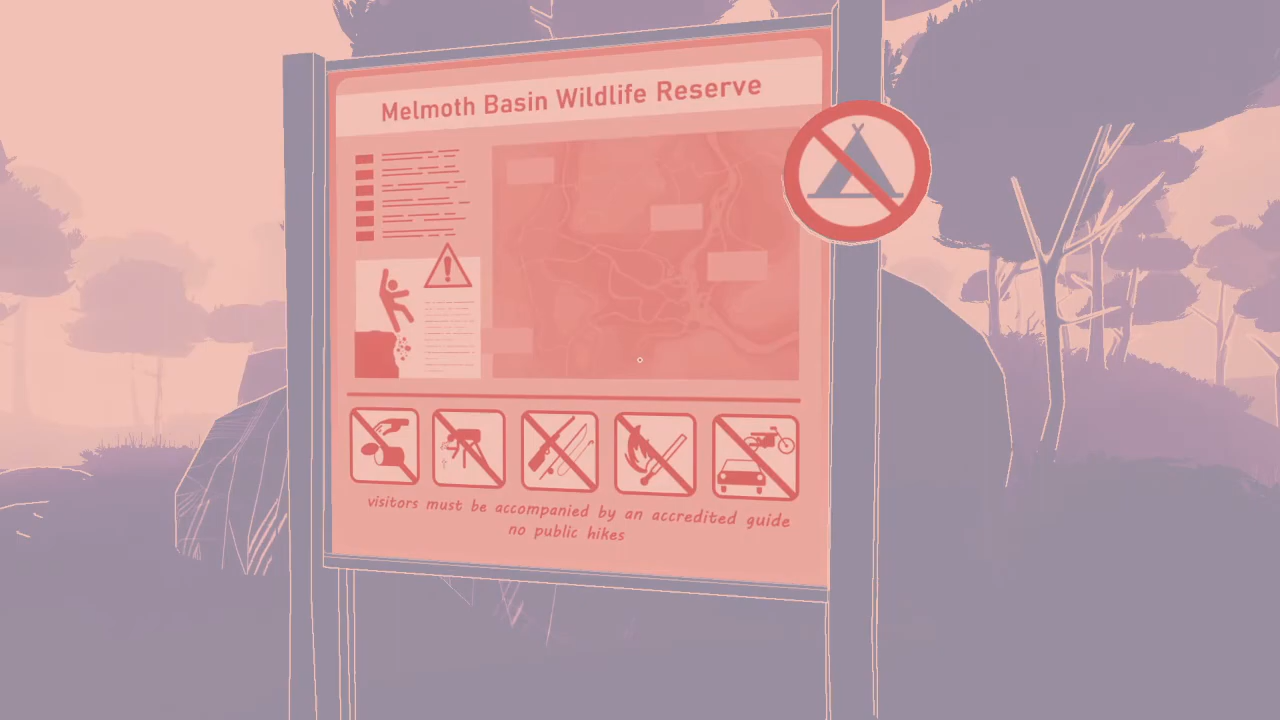 Melmoth Basin Wildlife Reserve
visitors must be accompanied by an accredited guide
no public hikes